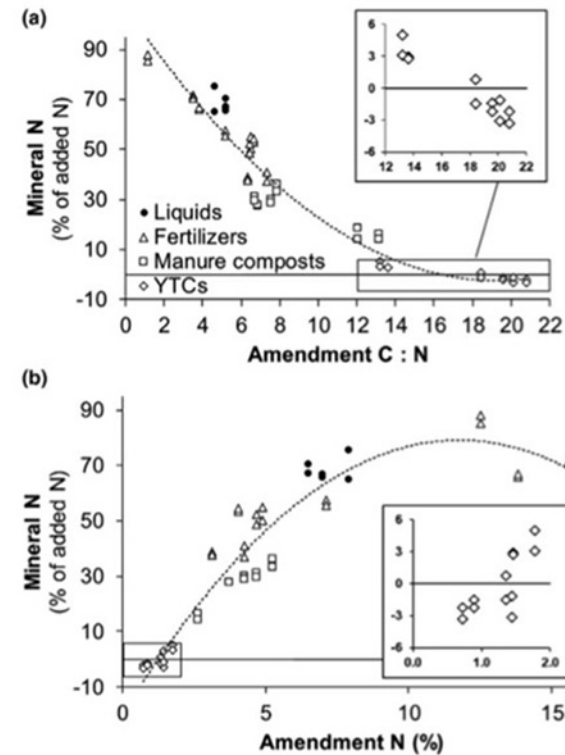 (a)
Mineral N
(% of added N)
90
70
50
30
10
-10
● Liquids
△ Fertilizers
□ Manure composts
◇ YTCs
0 2 4 6 8 10 12 14 16 18 20 22
Amendment C : N
6
3
0
-3
-6
12 14 16 18 20 22
(b)
Mineral N
(% of added N)
90
70
50
30
10
-10
0 5 10 15
Amendment N (%)
6
3
0
-3
-6
0.0 1.0 2.0